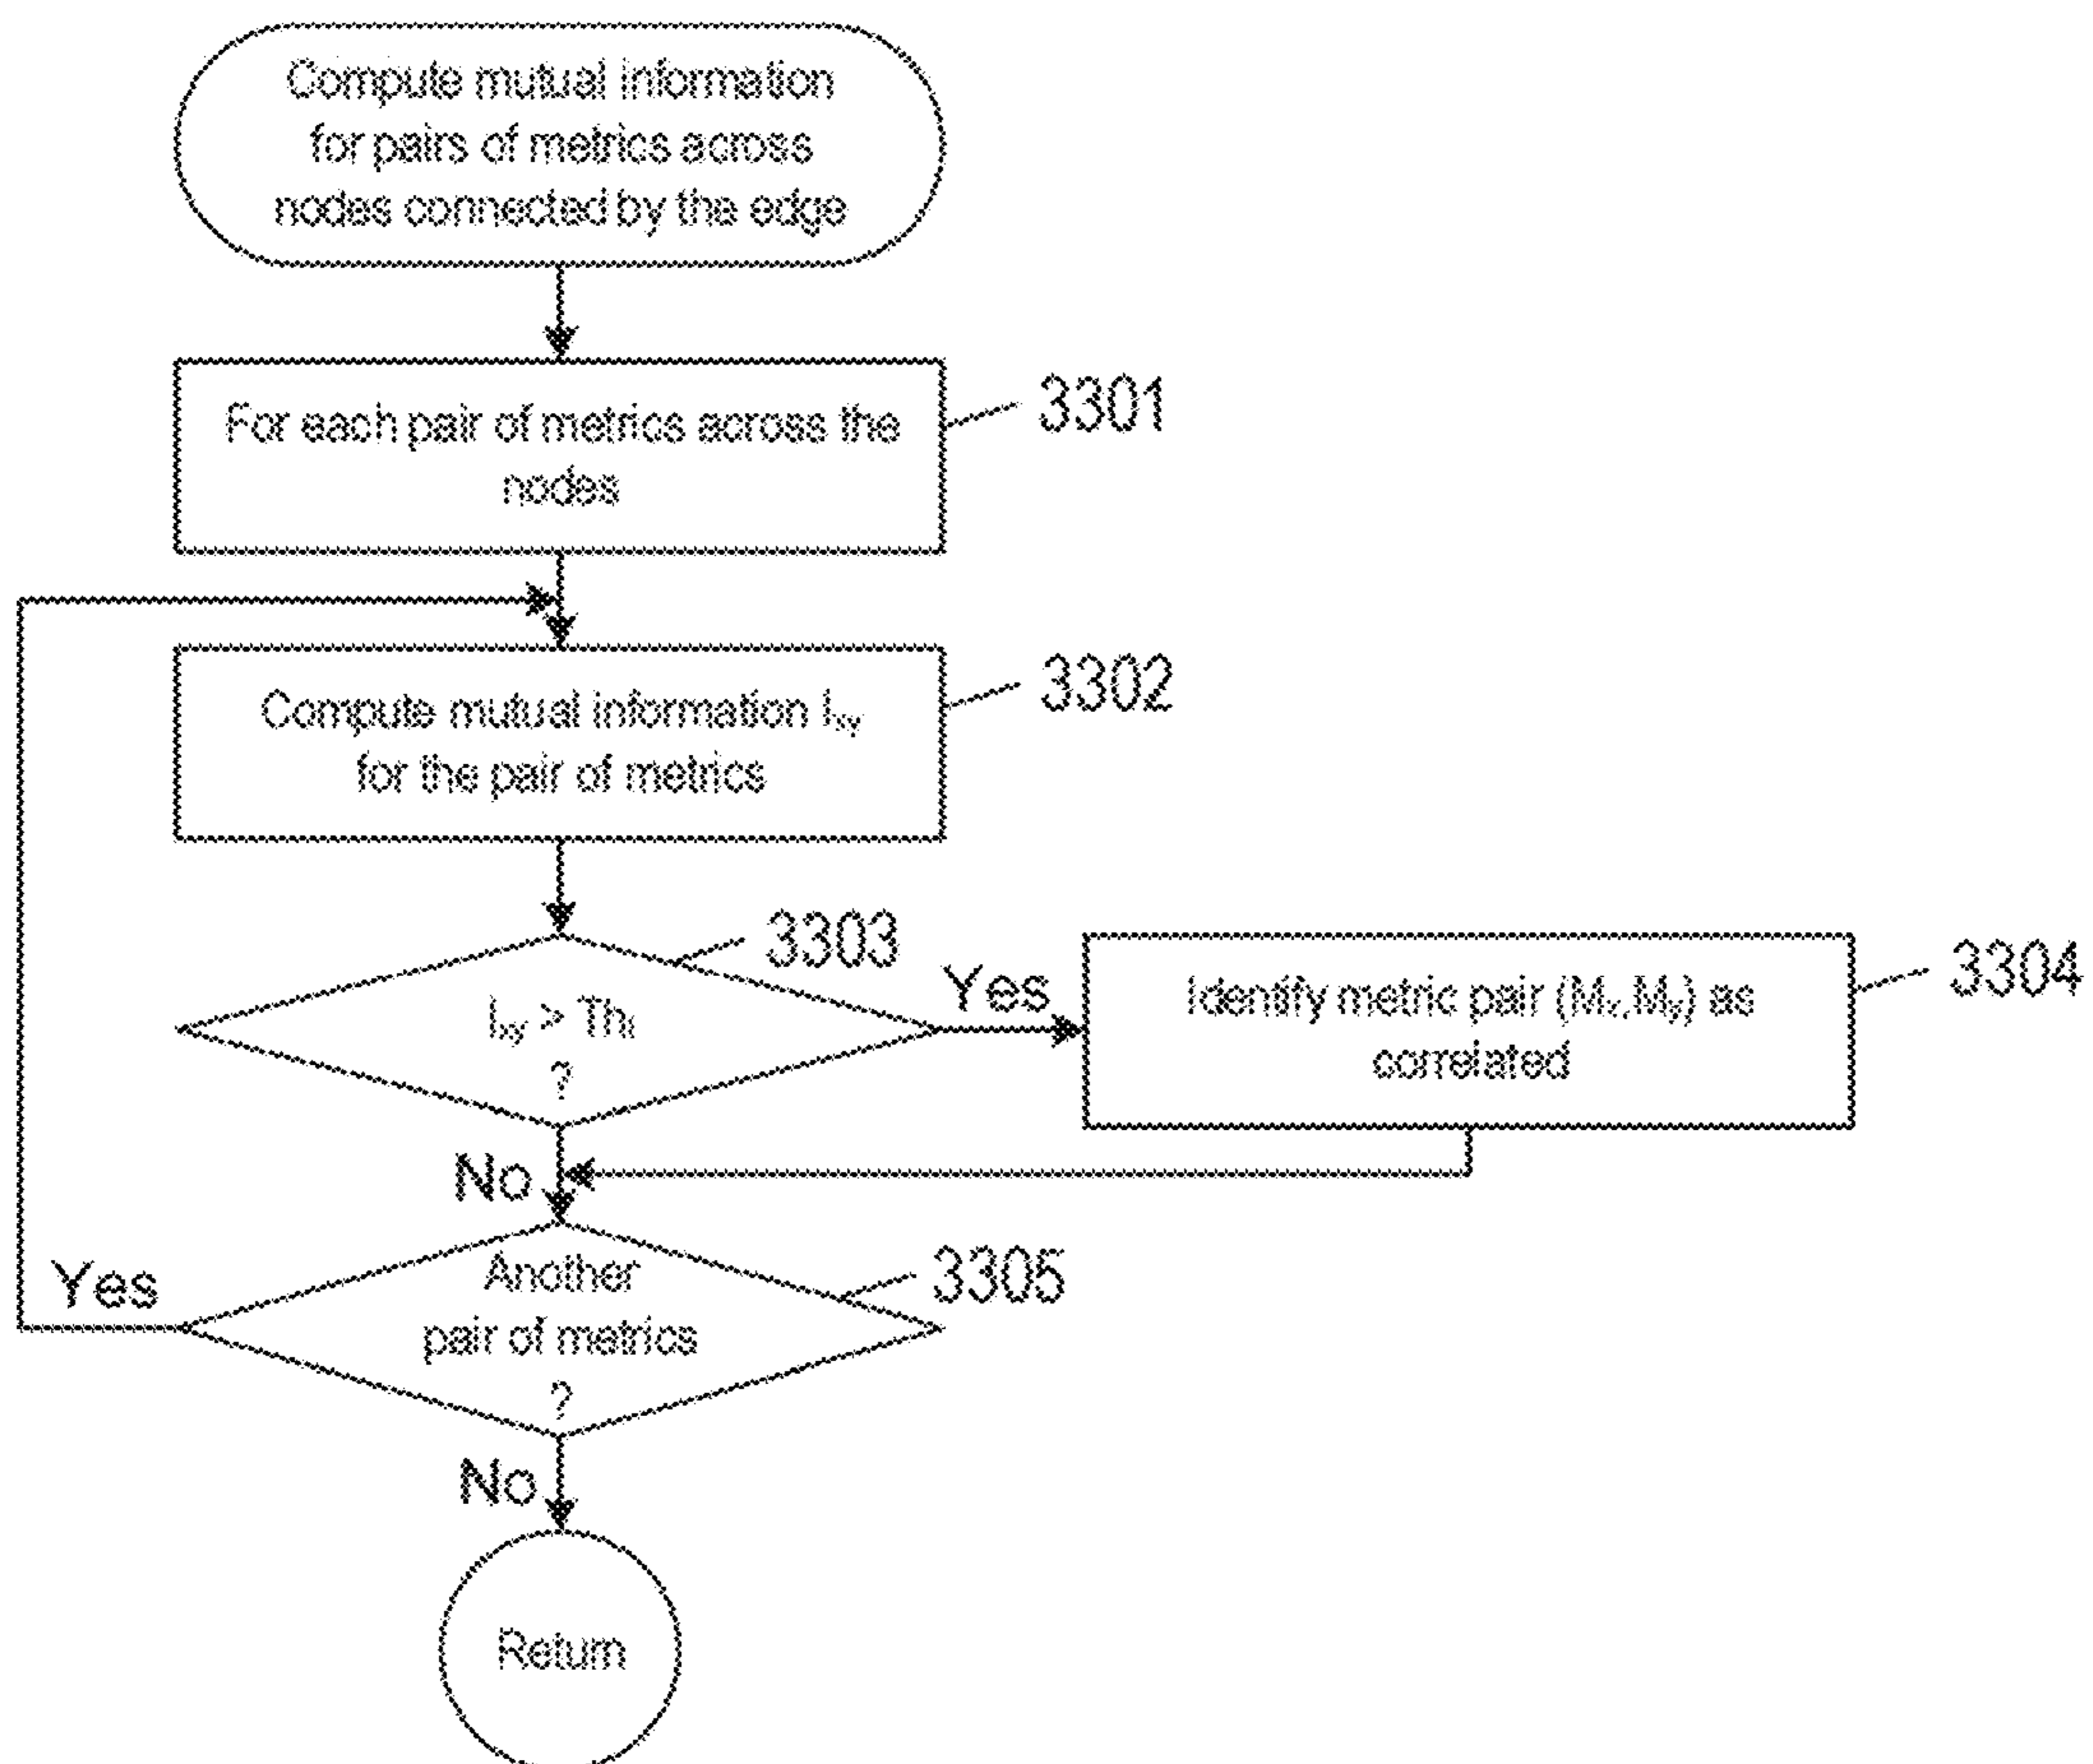 Compute mutual information
for pairs of metrics across
nodes connected by the edge
For each pair of metrics across the
nodes
3301
Compute mutual information Ixy
for the pair of metrics
3302
Ixy > ThI
?
3303
Yes
Identify metric pair (Mx, My) as
correlated
3304
No
Another
pair of metrics
?
3305
Yes
No
Return